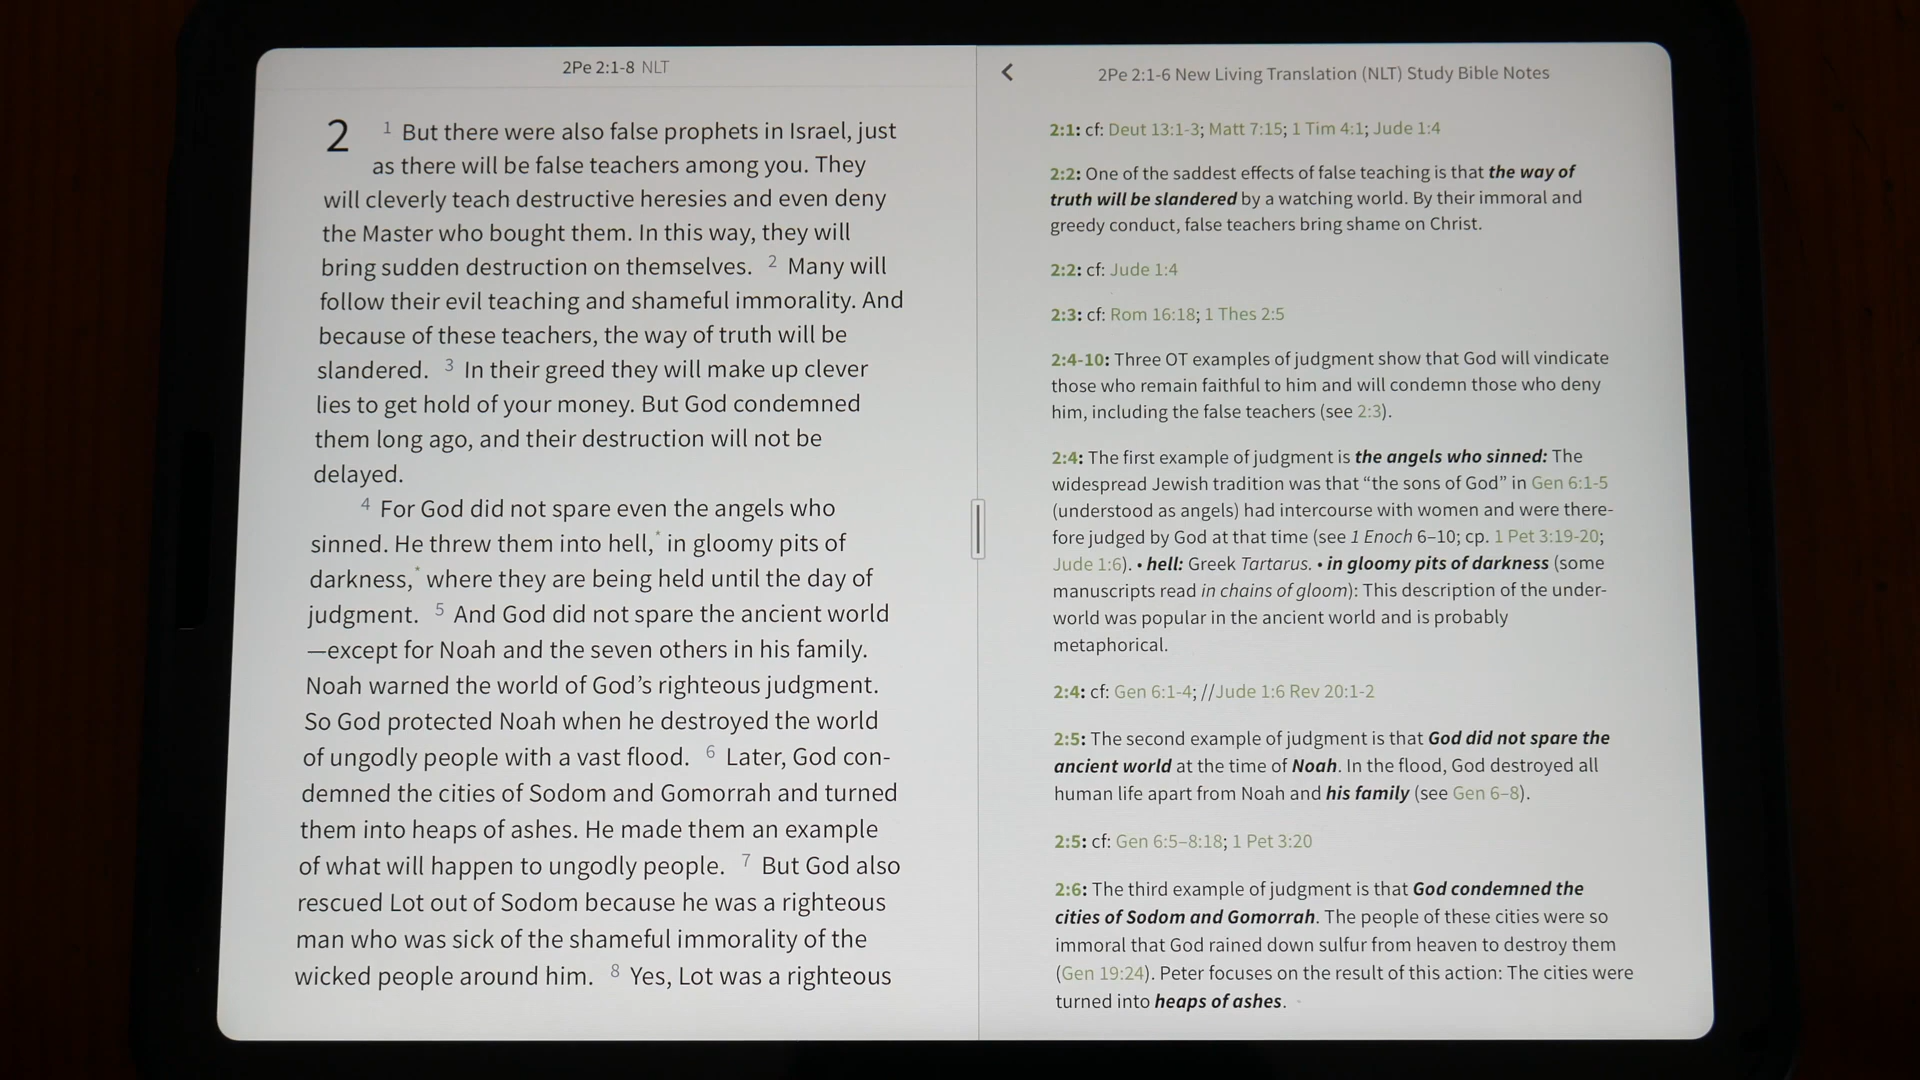 2Pe 2:1-8 NLT
2 1 But there were also false prophets in Israel, just
as there will be false teachers among you. They
will cleverly teach destructive heresies and even deny
the Master who bought them. In this way, they will
bring sudden destruction on themselves. 2 Many will
follow their evil teaching and shameful immorality. And
because of these teachers, the way of truth will be
slandered. 3 In their greed they will make up clever
lies to get hold of your money. But God condemned
them long ago, and their destruction will not be
delayed.
4 For God did not spare even the angels who
sinned. He threw them into hell,* in gloomy pits of
darkness,* where they are being held until the day of
judgment. 5 And God did not spare the ancient world
—except for Noah and the seven others in his family.
Noah warned the world of God’s righteous judgment.
So God protected Noah when he destroyed the world
of ungodly people with a vast flood. 6 Later, God con-
demned the cities of Sodom and Gomorrah and turned
them into heaps of ashes. He made them an example
of what will happen to ungodly people. 7 But God also
rescued Lot out of Sodom because he was a righteous
man who was sick of the shameful immorality of the
wicked people around him. 8 Yes, Lot was a righteous
2Pe 2:1-6 New Living Translation (NLT) Study Bible Notes
2:1: cf: Deut 13:1-3; Matt 7:15; 1 Tim 4:1; Jude 1:4
2:2: One of the saddest effects of false teaching is that the way of
truth will be slandered by a watching world. By their immoral and
greedy conduct, false teachers bring shame on Christ.
2:2: cf: Jude 1:4
2:3: cf: Rom 16:18; 1 Thes 2:5
2:4-10: Three OT examples of judgment show that God will vindicate
those who remain faithful to him and will condemn those who deny
him, including the false teachers (see 2:3).
2:4: The first example of judgment is the angels who sinned: The
widespread Jewish tradition was that “the sons of God” in Gen 6:1-5
(understood as angels) had intercourse with women and were there-
fore judged by God at that time (see 1 Enoch 6–10; cp. 1 Pet 3:19-20;
Jude 1:6). • hell: Greek Tartarus. • in gloomy pits of darkness (some
manuscripts read in chains of gloom): This description of the under-
world was popular in the ancient world and is probably
metaphorical.
2:4: cf: Gen 6:1-4; //Jude 1:6 Rev 20:1-2
2:5: The second example of judgment is that God did not spare the
ancient world at the time of Noah. In the flood, God destroyed all
human life apart from Noah and his family (see Gen 6–8).
2:5: cf: Gen 6:5–8:18; 1 Pet 3:20
2:6: The third example of judgment is that God condemned the
cities of Sodom and Gomorrah. The people of these cities were so
immoral that God rained down sulfur from heaven to destroy them
(Gen 19:24). Peter focuses on the result of this action: The cities were
turned into heaps of ashes.